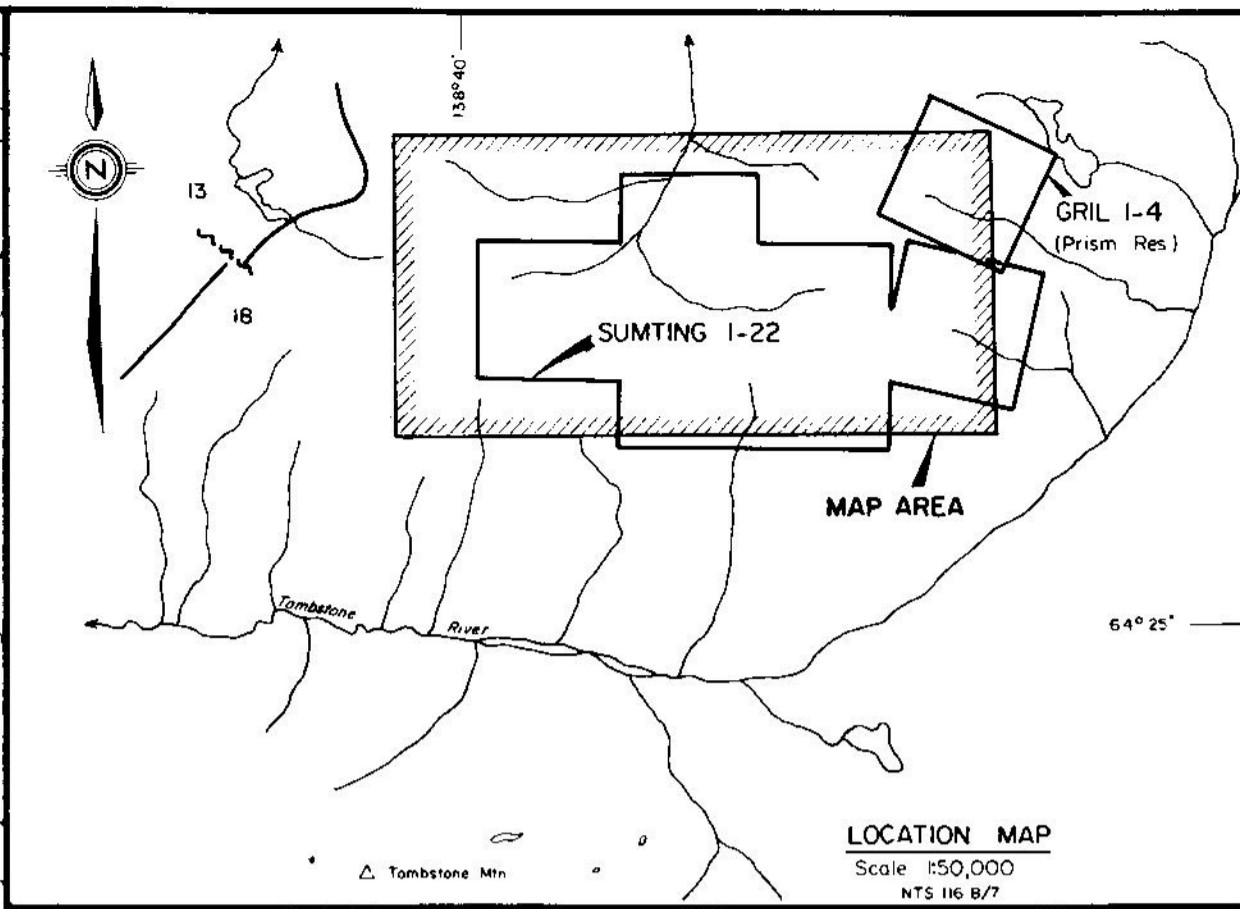 138°40'
N
13
18
GRIL 1-4
(Prism Res)
SUMTING 1-22
MAP AREA
Tombstone River
64° 25'
Tombstone Mtn
LOCATION MAP
Scale 1:50,000
NTS 116 B/7